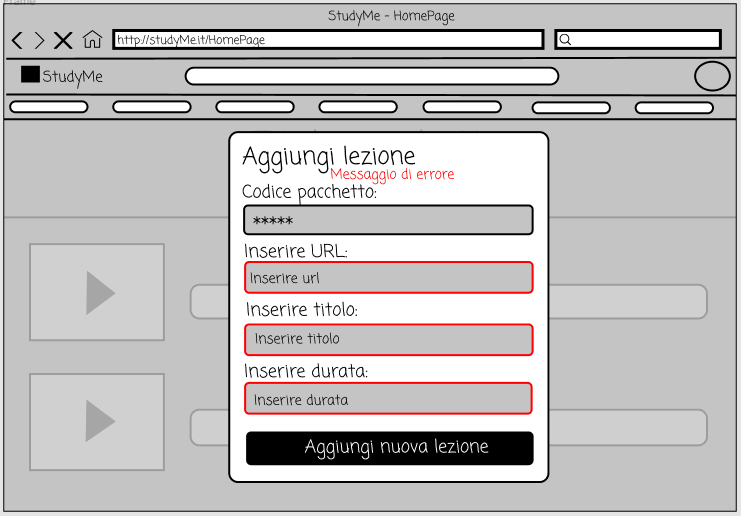 Frame
StudyMe - HomePage
http://studyMe.it/HomePage
StudyMe
Aggiungi lezione
Messaggio di errore
Codice pacchetto:
*****
Inserire URL:
Inserire url
Inserire titolo:
Inserire titolo
Inserire durata:
Inserire durata
Aggiungi nuova lezione